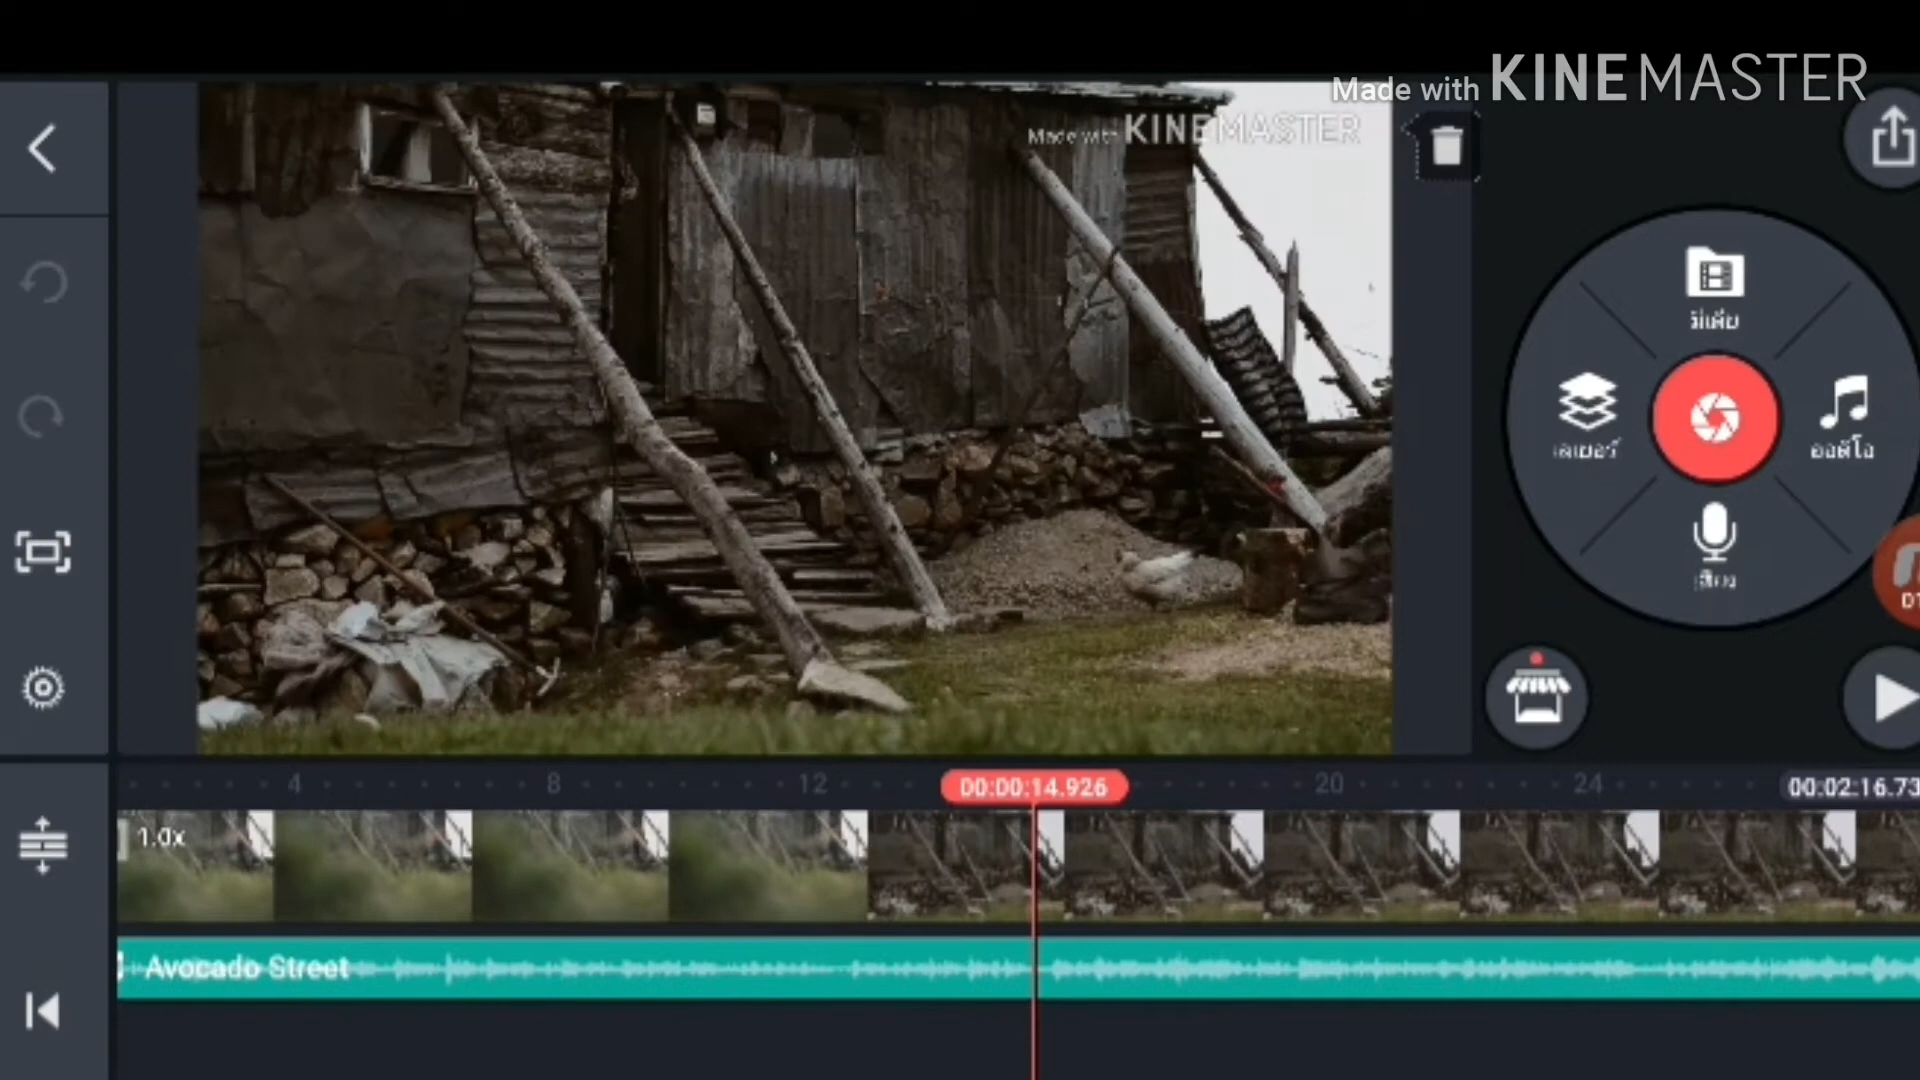 Made with KINEMASTER
Made with KINEMASTER
มีเดีย
เลเยอร์
ออดิโอ
เสียง
4
8
12
00:00:14.926
20
24
00:02:16.73
1.0x
Avocado Street